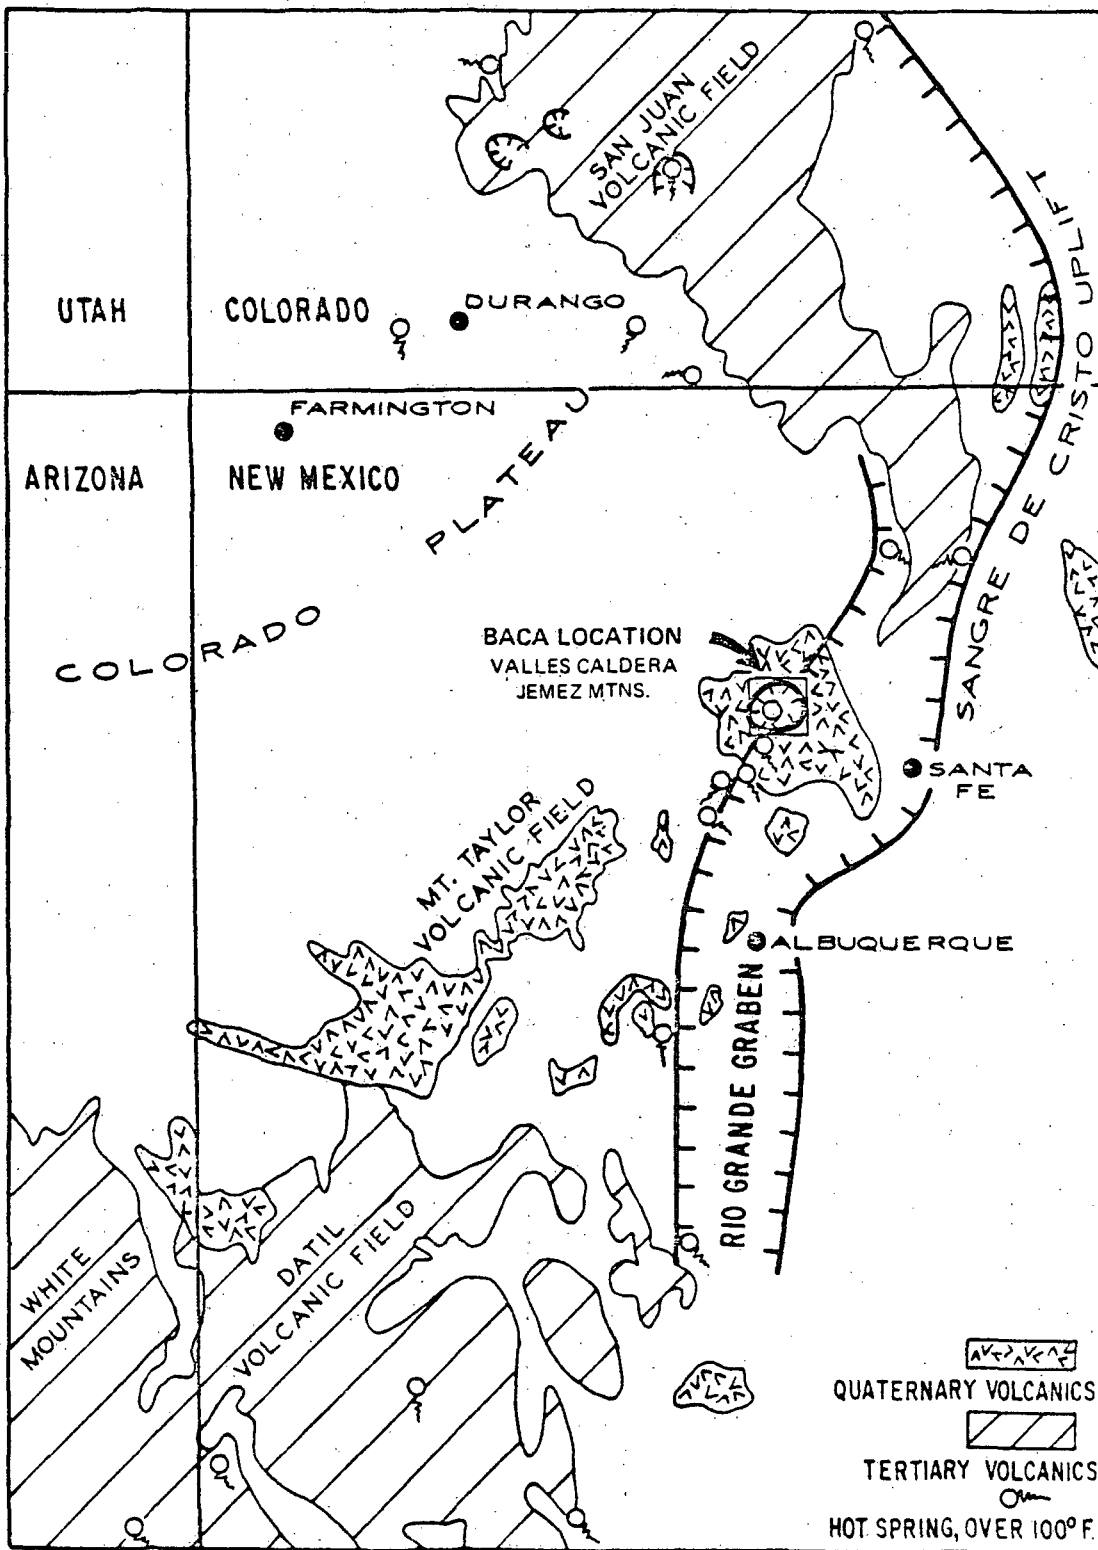 SAN JUAN
VOLCANIC FIELD
SANGRE DE CRISTO UPLIFT
UTAH
COLORADO
DURANGO
FARMINGTON
ARIZONA
NEW MEXICO
COLORADO PLATEAU
BACA LOCATION
VALLES CALDERA
JEMEZ MTNS.
SANTA
FE
MT. TAYLOR
VOLCANIC FIELD
ALBUQUERQUE
RIO GRANDE GRABEN
WHITE
MOUNTAINS
DATIL
VOLCANIC FIELD
QUATERNARY VOLCANICS
TERTIARY VOLCANICS
HOT SPRING, OVER 100° F.